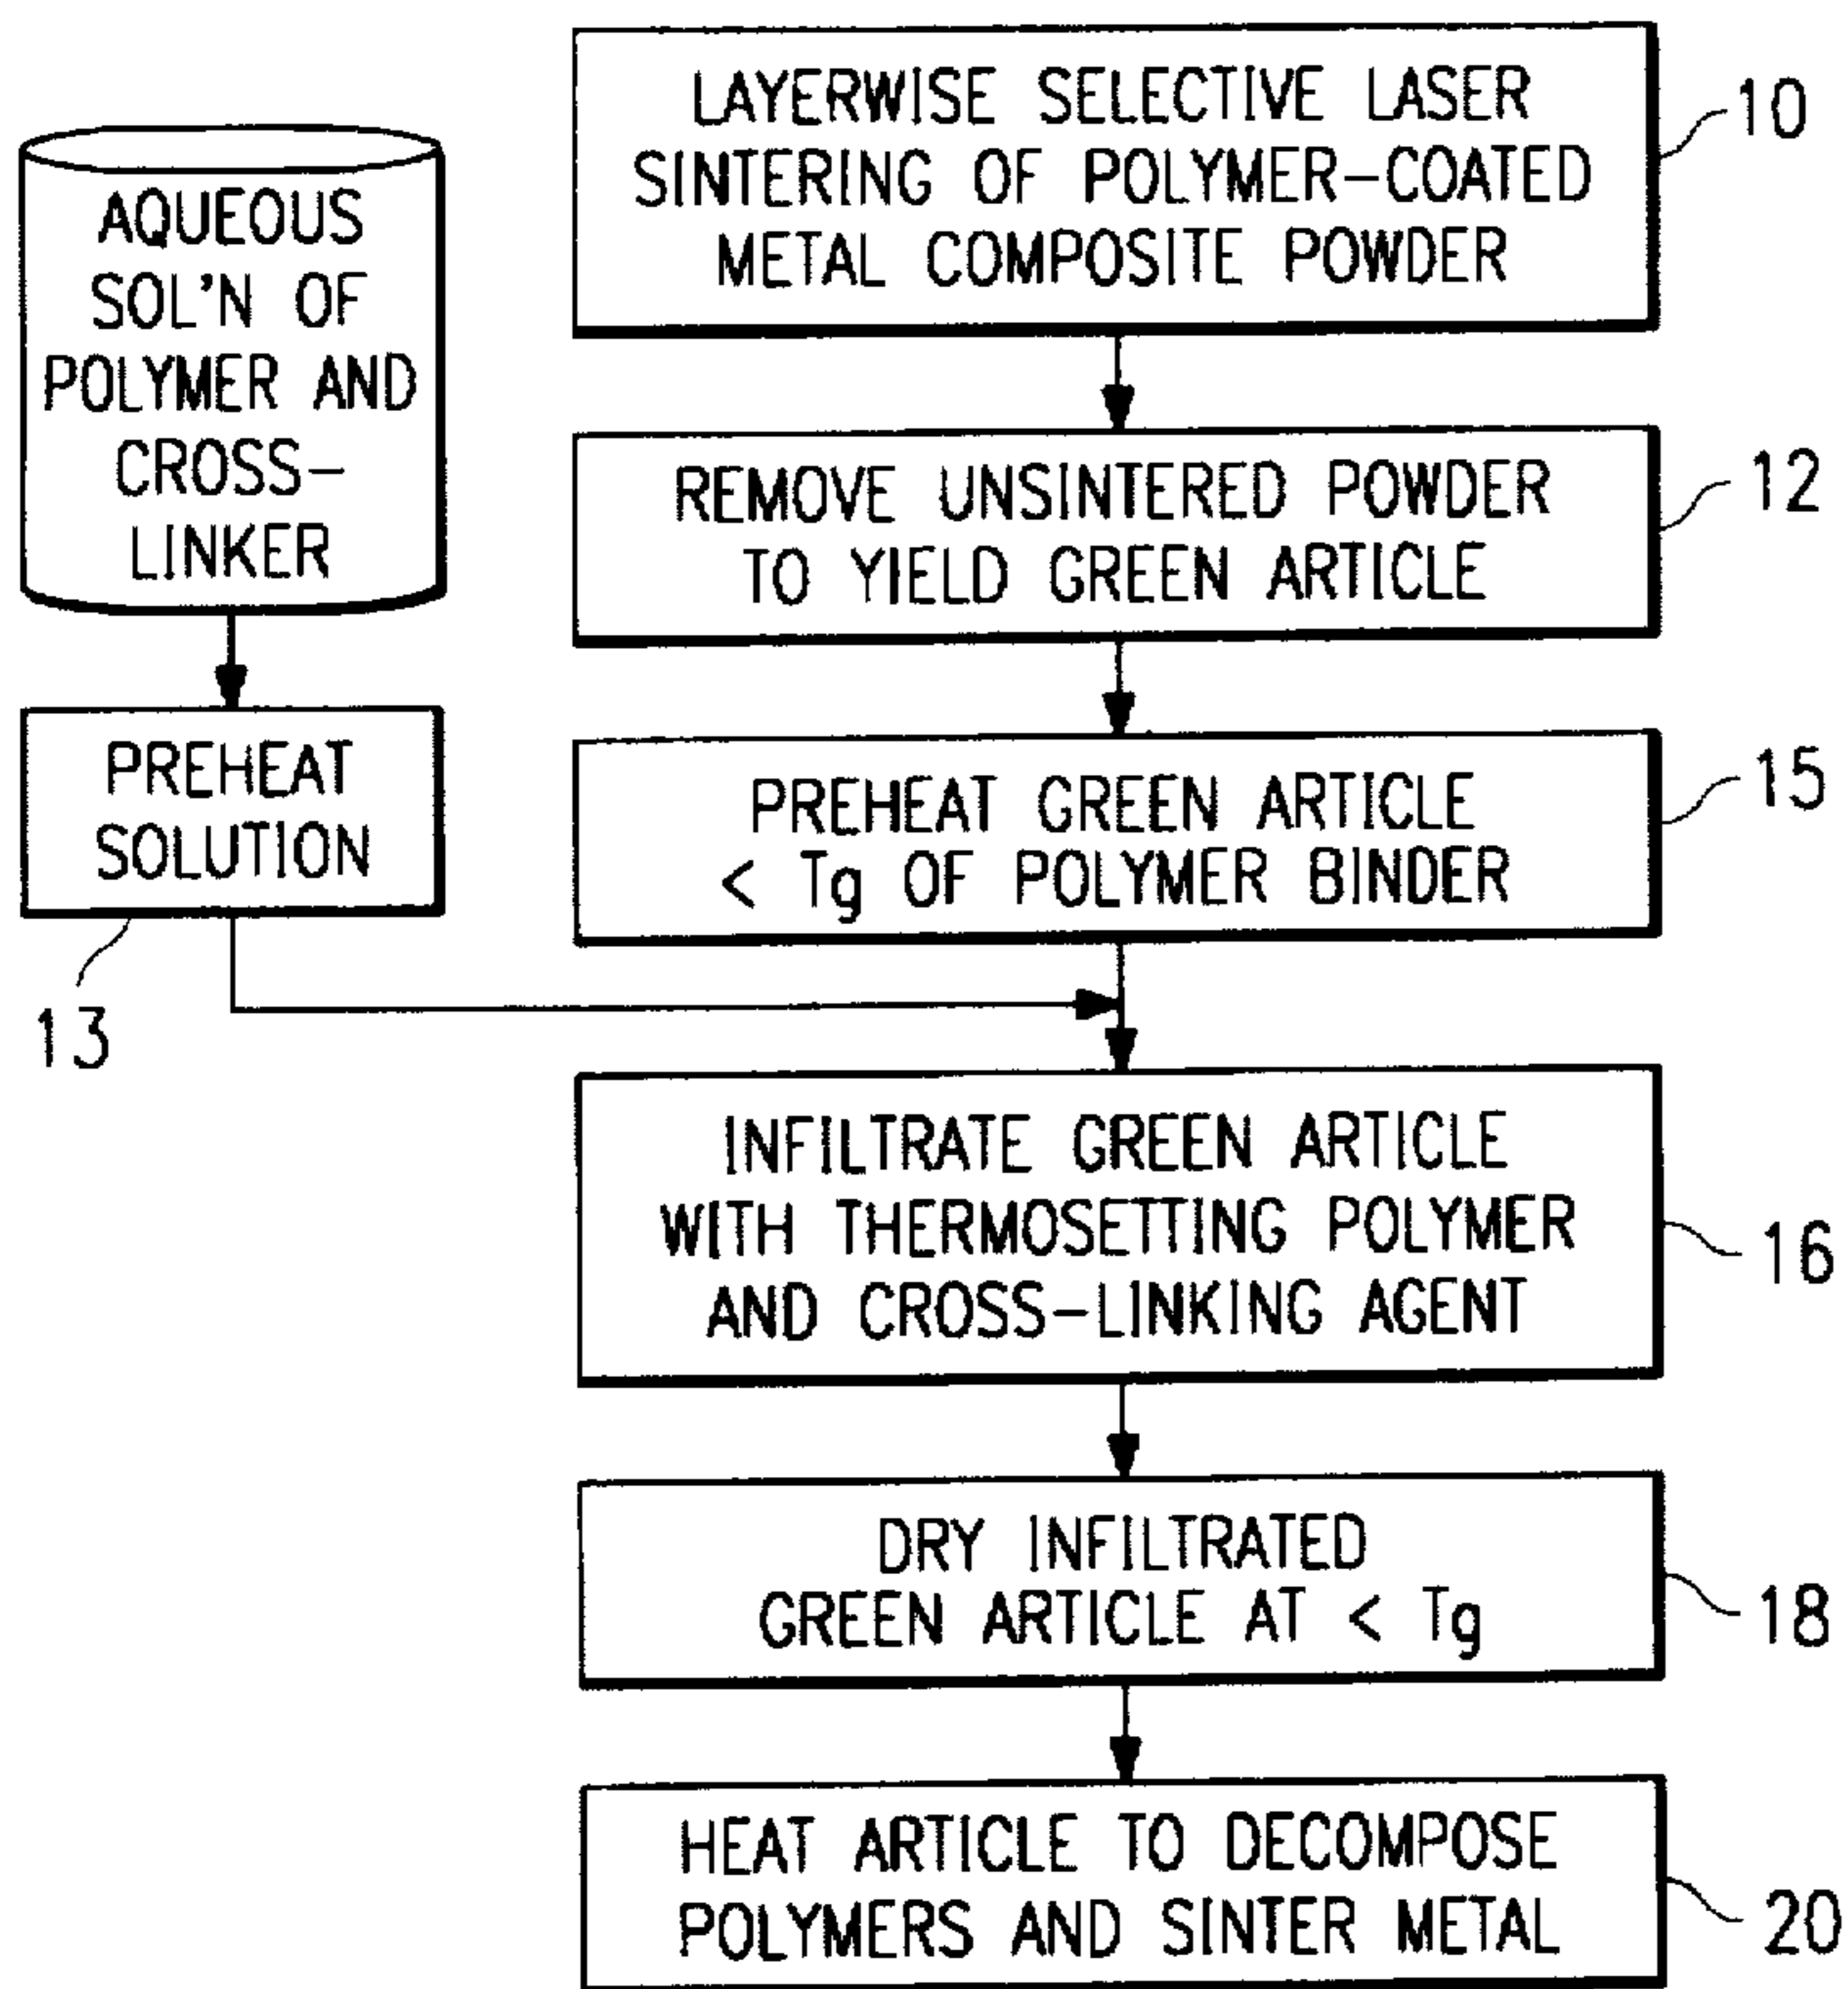 LAYERWISE SELECTIVE LASER
SINTERING OF POLYMER-COATED
METAL COMPOSITE POWDER
10
AQUEOUS
SOL'N OF
POLYMER AND
CROSS-
LINKER
REMOVE UNSINTERED POWDER
TO YIELD GREEN ARTICLE
12
PREHEAT
SOLUTION
13
PREHEAT GREEN ARTICLE
< Tg OF POLYMER BINDER
15
INFILTRATE GREEN ARTICLE
WITH THERMOSETTING POLYMER
AND CROSS-LINKING AGENT
16
DRY INFILTRATED
GREEN ARTICLE AT < Tg
18
HEAT ARTICLE TO DECOMPOSE
POLYMERS AND SINTER METAL
20